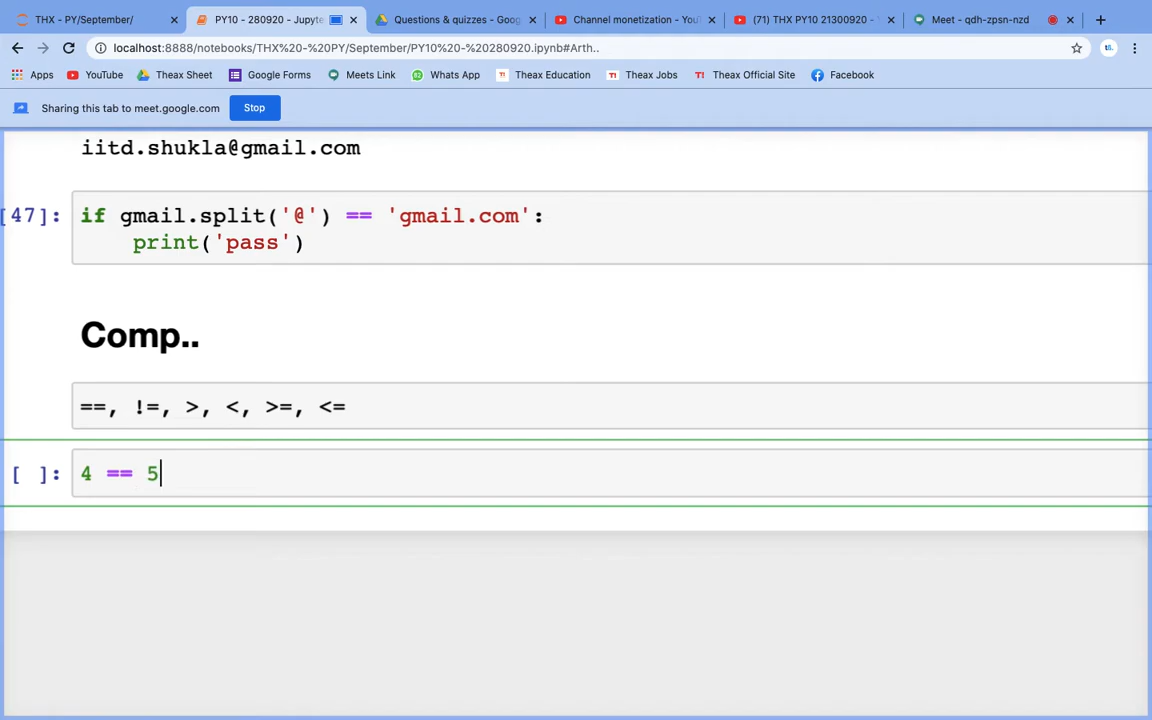 THX - PY/September/
PY10 - 280920 - Jupyte
Questions & quizzes - Goog
Channel monetization - You
(71) THX PY10 21300920 -
Meet - qdh-zpsn-nzd
localhost:8888/notebooks/THX%20-%20PY/September/PY10%20-%20280920.ipynb#Arth..
Apps YouTube Theax Sheet Google Forms Meets Link Whats App Theax Education Theax Jobs Theax Official Site Facebook
Sharing this tab to meet.google.com Stop
iitd.shukla@gmail.com
[47]: if gmail.split('@') == 'gmail.com':
print('pass')
Comp..
==, !=, >, <, >=, <=
[ ]: 4 == 5